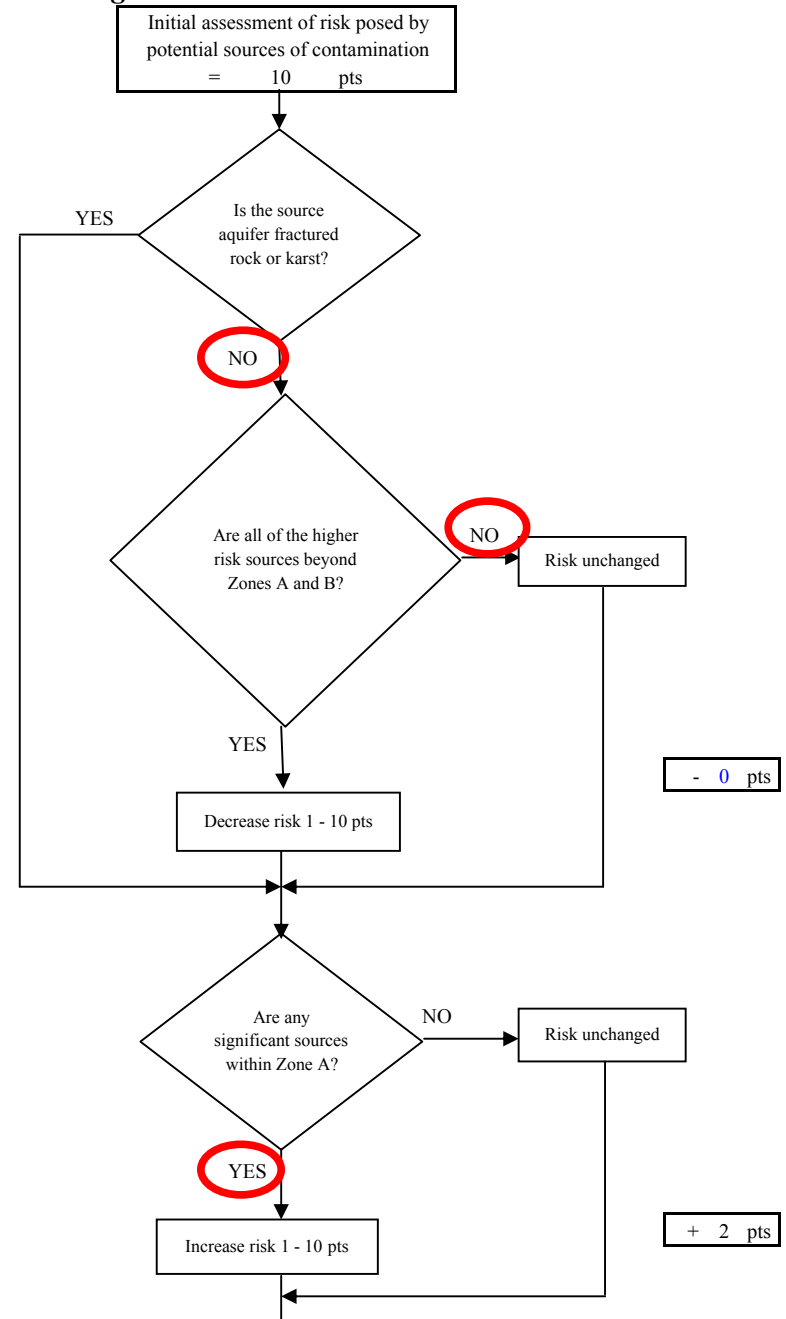 Initial assessment of risk posed by
potential sources of contamination
= 10 pts
Is the source
aquifer fractured
rock or karst?
YES
NO
Are all of the higher
risk sources beyond
Zones A and B?
NO
Risk unchanged
YES
- 0 pts
Decrease risk 1 - 10 pts
Are any
significant sources
within Zone A?
NO
Risk unchanged
YES
+ 2 pts
Increase risk 1 - 10 pts